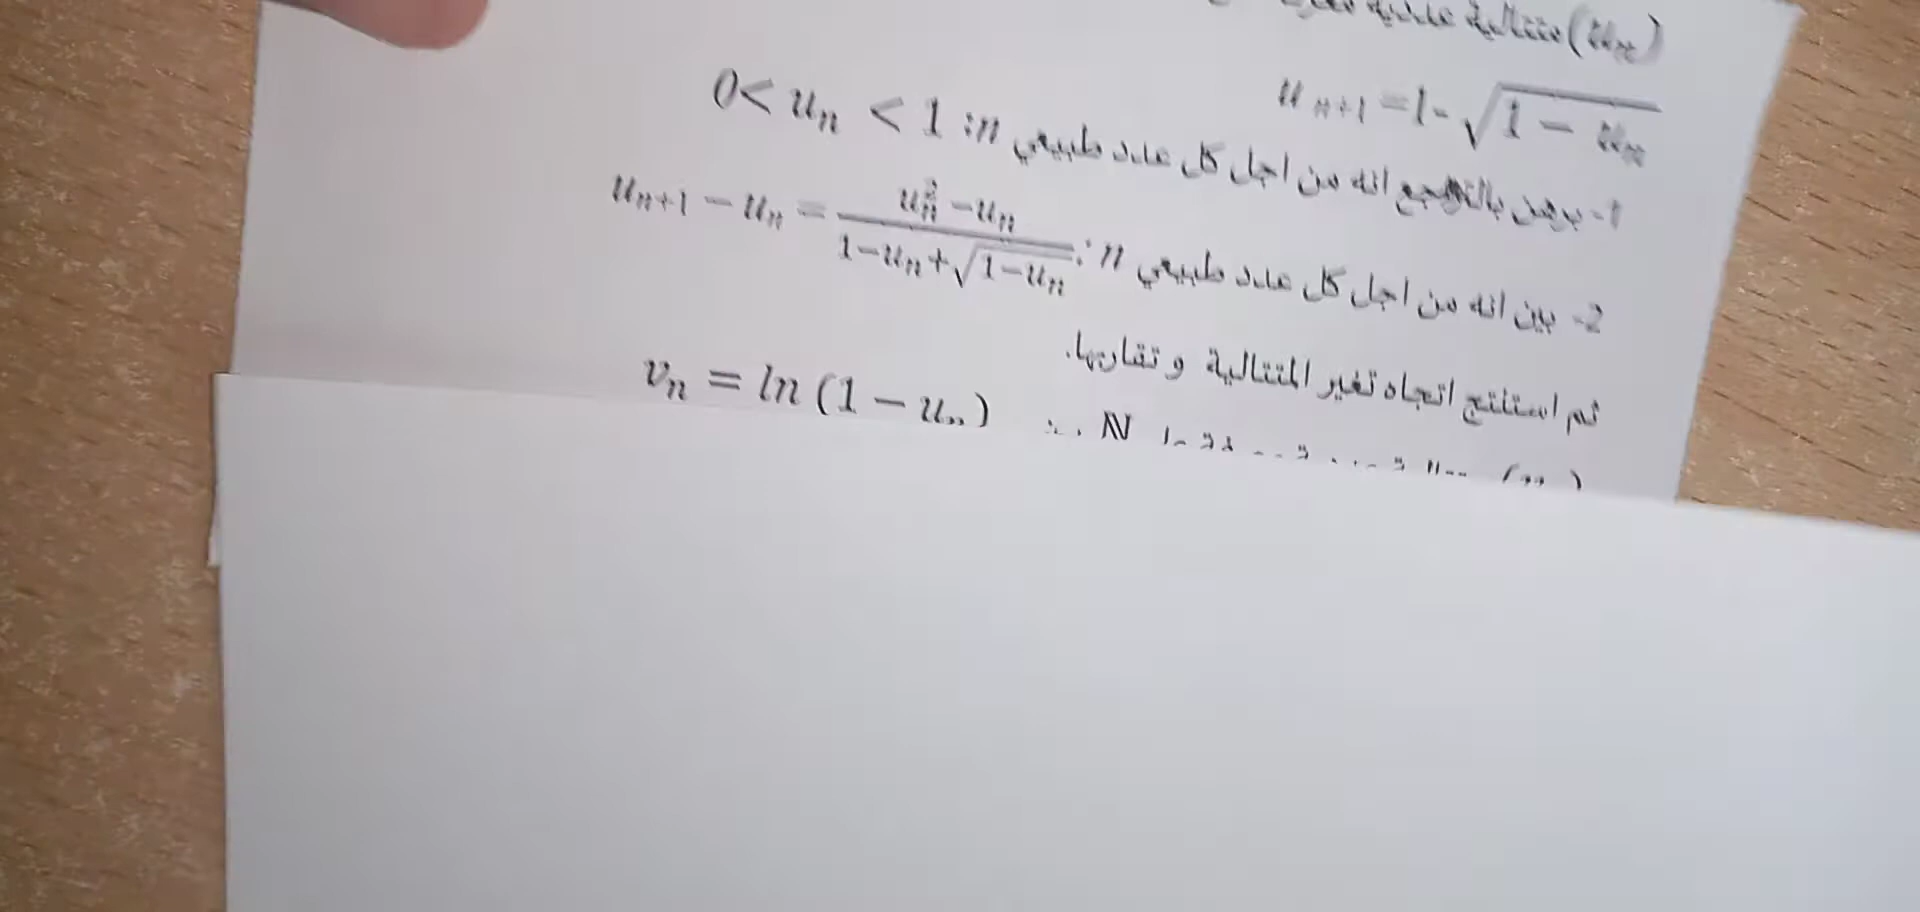 (uₙ) متتالية عددية
uₙ₊₁ = 1 - √(1 - uₙ)
1- برهن بالتراجع انه من اجل كل عدد طبيعي n: 0 < uₙ < 1
2- بين انه من اجل كل عدد طبيعي n: uₙ₊₁ - uₙ = (uₙ² - uₙ) / (1 - uₙ + √(1 - uₙ))
ثم استنتج اتجاه تغير المتتالية وتقاربها.
ℕ vₙ = ln (1 - uₙ)